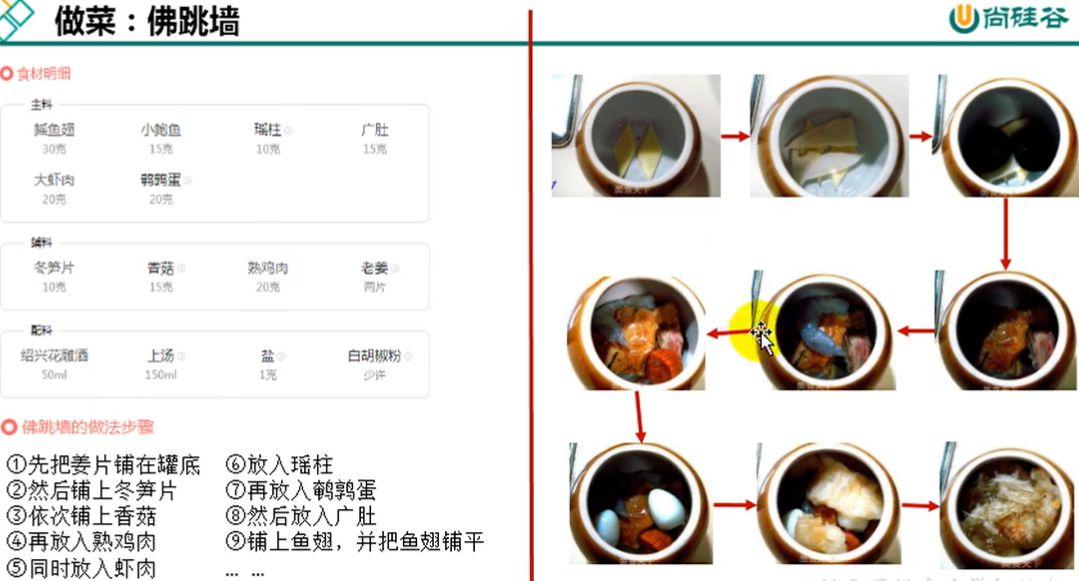 做菜：佛跳墙
尚硅谷
食材明细
主料
鳐鱼翅 小鲍鱼 瑶柱 广肚
30克 15克 10克 15克
大虾肉 鹌鹑蛋
20克 20克
辅料
冬笋片 香菇 熟鸡肉 老姜
10克 15克 20克 两片
配料
绍兴花雕酒 上汤 盐 白胡椒粉
50ml 150ml 1克 少许
佛跳墙的做法步骤
①先把姜片铺在罐底
②然后铺上冬笋片
③依次铺上香菇
④再放入熟鸡肉
⑤同时放入虾肉
⑥放入瑶柱
⑦再放入鹌鹑蛋
⑧然后放入广肚
⑨铺上鱼翅，并把鱼翅铺平
… …